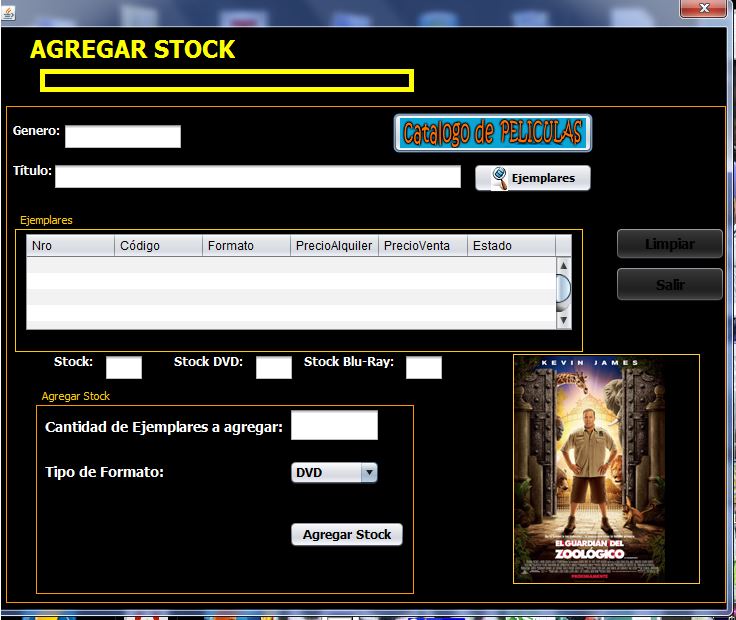 AGREGAR STOCK
Genero:
Catalogo de PELICULAS
Título:
Ejemplares
Ejemplares
Nro Código Formato PrecioAlquiler PrecioVenta Estado
Limpiar
Salir
Stock: Stock DVD: Stock Blu-Ray:
KEVIN JAMES
Agregar Stock
Cantidad de Ejemplares a agregar:
Tipo de Formato: DVD
Agregar Stock
EL GUARDIÁN DEL
ZOOLÓGICO
PROXIMAMENTE